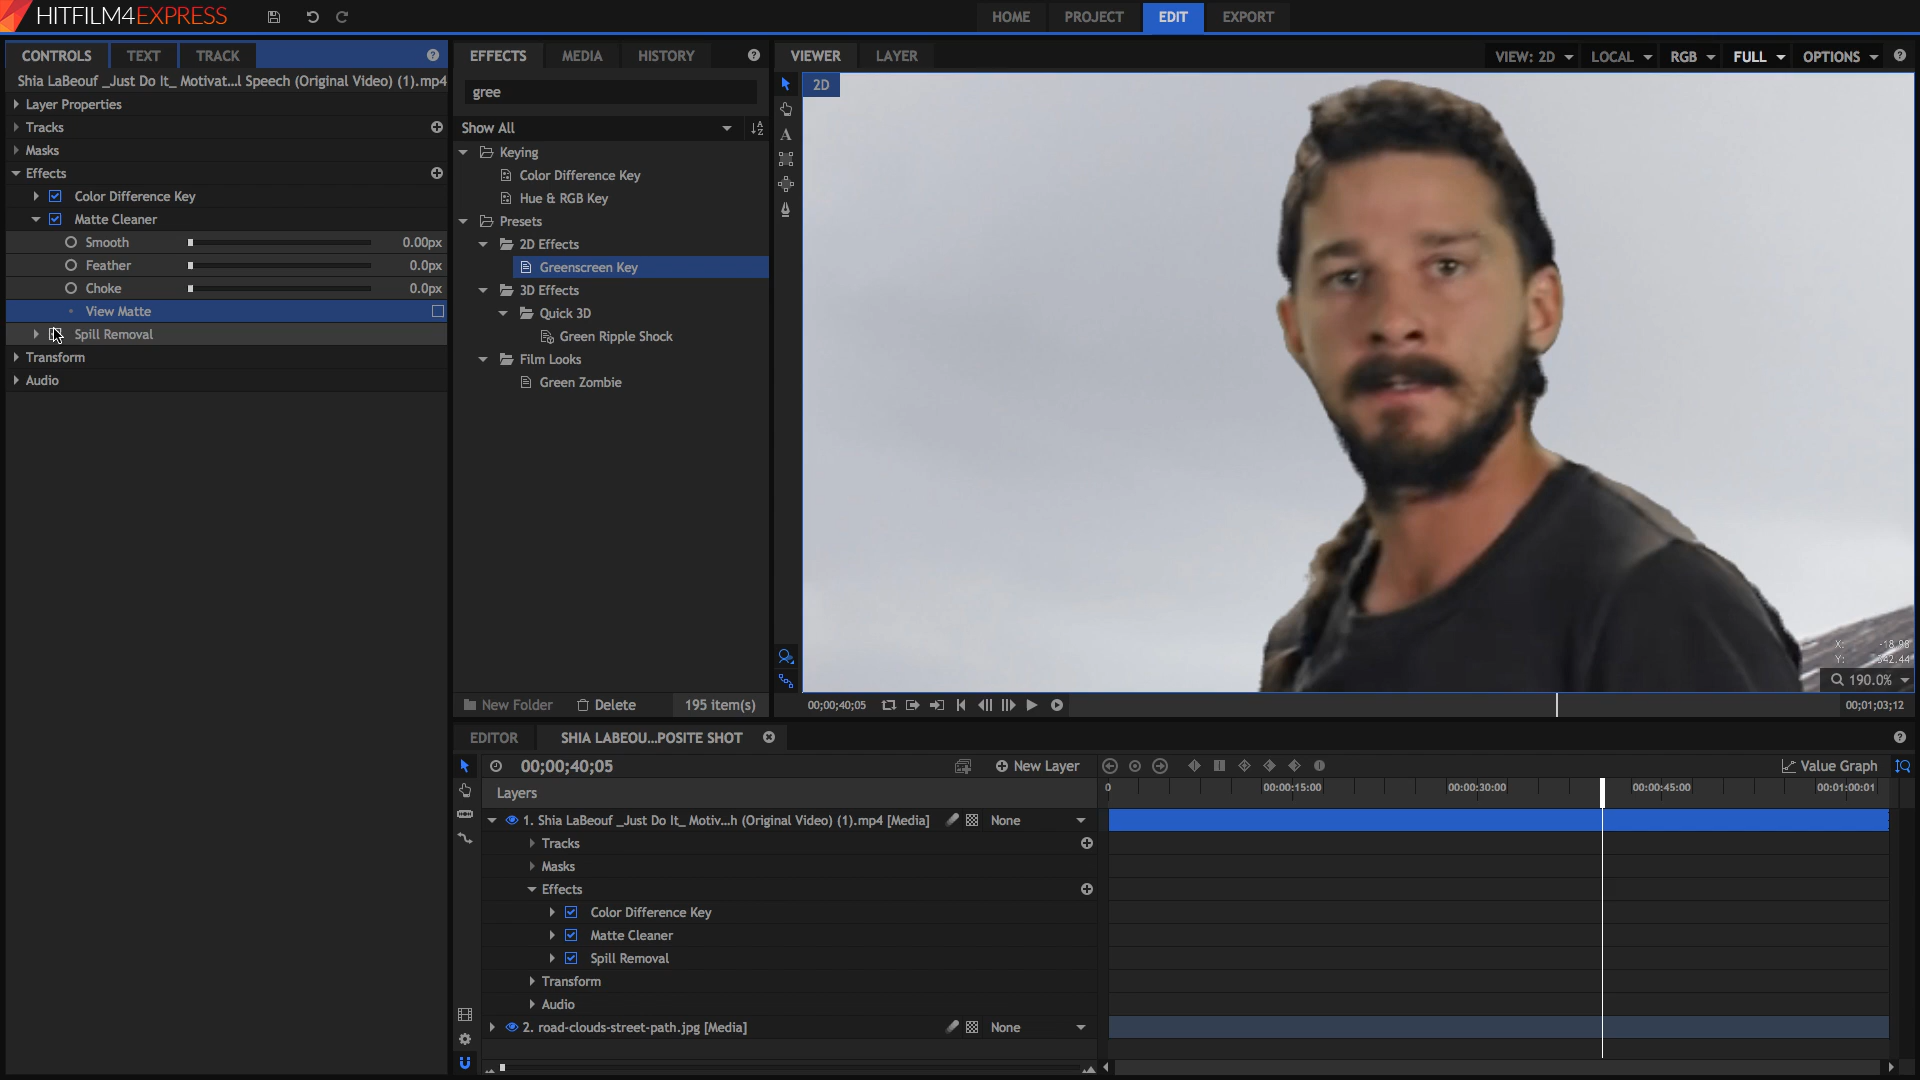 HITFILM4EXPRESS
HOME
PROJECT
EDIT
EXPORT
CONTROLS
TEXT
TRACK
Shia LaBeouf _Just Do It_ Motivat...l Speech (Original Video) (1).mp4
Layer Properties
Tracks
Masks
Effects
Color Difference Key
Matte Cleaner
Smooth 0.00px
Feather 0.0px
Choke 0.0px
View Matte
Spill Removal
Transform
Audio
EFFECTS
MEDIA
HISTORY
gree
Show All
Keying
Color Difference Key
Hue & RGB Key
Presets
2D Effects
Greenscreen Key
3D Effects
Quick 3D
Green Ripple Shock
Film Looks
Green Zombie
New Folder
Delete
195 item(s)
VIEWER
LAYER
VIEW: 2D
LOCAL
RGB
FULL
OPTIONS
2D
X: -18.98
Y: 
190.0%
00;00;40;05
00;01;03;12
EDITOR
SHIA LABEOU...POSITE SHOT
00;00;40;05
New Layer
Value Graph
Layers
0
00:00:15:00
00:00:30:00
00:00:45:00
00:01:00:01
1. Shia LaBeouf _Just Do It_ Motiv...h (Original Video) (1).mp4 [Media]
None
Tracks
Masks
Effects
Color Difference Key
Matte Cleaner
Spill Removal
Transform
Audio
2. road-clouds-street-path.jpg [Media]
None